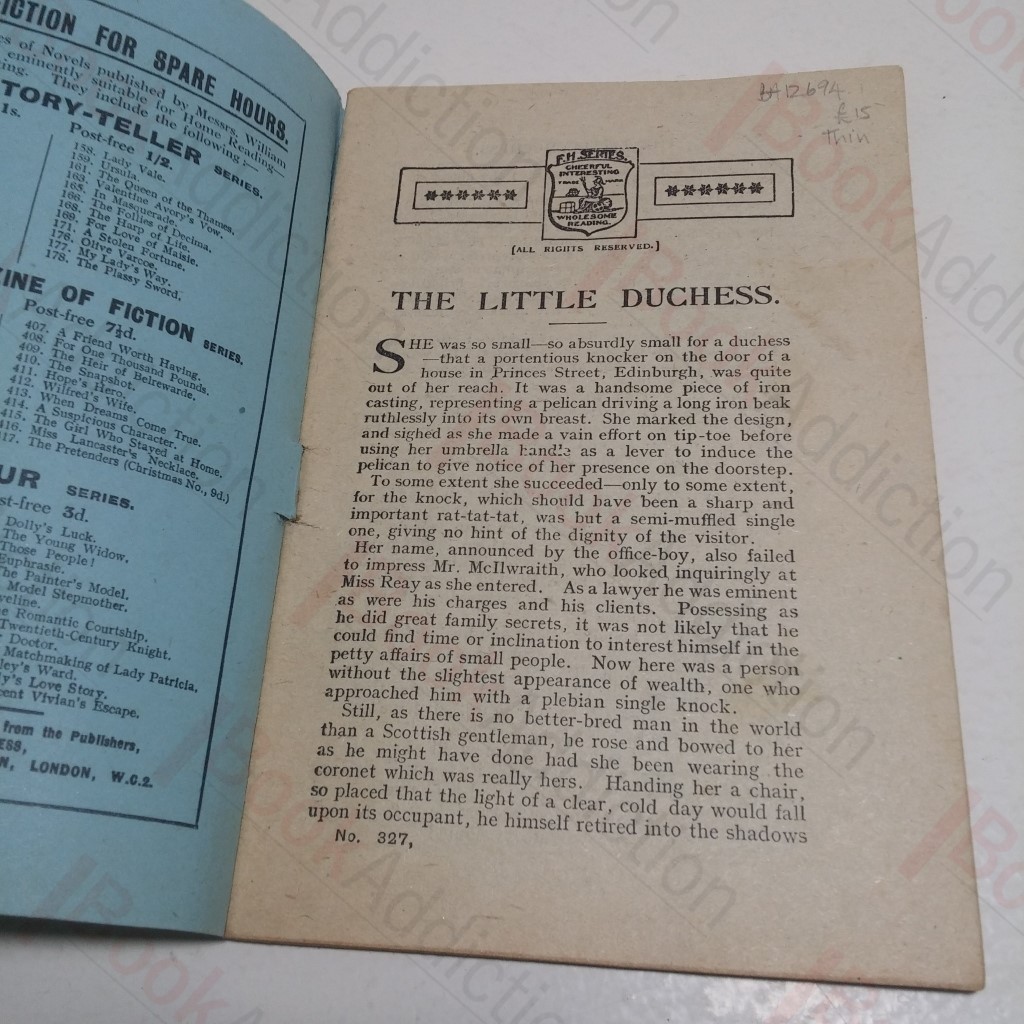 ICTION FOR SPARE HOURS.
es of Novels published by Messrs. William
eminently suitable for Home Reading
ing. They include the following:—
TORY-TELLER SERIES.
1s. Post-free 1/2.
158. Lady Vale.
159. Ursula.
161. The Queen of the Thames.
163. Valentine Avory's Vow.
165. In Masquerade.
168. The Follies of Decima.
169. The Harp of Life.
171. For Love of Maisie.
176. A Stolen Fortune.
177. Olive Varcoe.
178. My Lady's Way.
The Plassy Sword.
ZINE OF FICTION SERIES.
Post-free 7½d.
407. A Friend Worth Having.
408. For One Thousand Pounds.
409. The Heir of Belrewarde.
410. The Snapshot.
411. Hope's Hero.
412. Wilfred's Wife.
413. When Dreams Come True.
414. A Suspicious Character.
415. The Girl Who Stayed at Home.
416. Miss Lancaster's Necklace.
17. The Pretenders (Christmas No., 9d.)
UR SERIES.
st-free 3d.
Dolly's Luck.
The Young Widow.
Those People!
Euphrasie.
he Painter's Model.
Model Stepmother.
veline.
e Romantic Courtship.
Twentieth-Century Knight.
Doctor.
Matchmaking of Lady Patricia.
ley's Ward.
ly's Love Story.
cent Vivian's Escape.
from the Publishers,
ESS,
N, LONDON, W.C.2.
BA12694
£15
Thin
F.H. SERIES.
CHEERFUL
INTERESTING
TRADE MARK
WHOLESOME
READING.
[ALL RIGHTS RESERVED.]
THE LITTLE DUCHESS.
SHE was so small—so absurdly small for a duchess
—that a portentious knocker on the door of a
house in Princes Street, Edinburgh, was quite
out of her reach. It was a handsome piece of iron
casting, representing a pelican driving a long iron beak
ruthlessly into its own breast. She marked the design,
and sighed as she made a vain effort on tip-toe before
using her umbrella handle as a lever to induce the
pelican to give notice of her presence on the doorstep.
To some extent she succeeded—only to some extent,
for the knock, which should have been a sharp and
important rat-tat-tat, was but a semi-muffled single
one, giving no hint of the dignity of the visitor.
Her name, announced by the office-boy, also failed
to impress Mr. McIlwraith, who looked inquiringly at
Miss Reay as she entered. As a lawyer he was eminent
as were his charges and his clients. Possessing as
he did great family secrets, it was not likely that he
could find time or inclination to interest himself in the
petty affairs of small people. Now here was a person
without the slightest appearance of wealth, one who
approached him with a plebian single knock.
Still, as there is no better-bred man in the world
than a Scottish gentleman, he rose and bowed to her
as he might have done had she been wearing the
coronet which was really hers. Handing her a chair,
so placed that the light of a clear, cold day would fall
upon its occupant, he himself retired into the shadows
No. 327,
BookAddiction